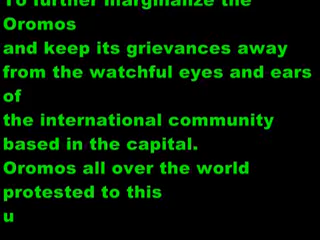 To further marginalize the
Oromos
and keep its grievances away
from the watchful eyes and ears
of
the international community
based in the capital.
Oromos all over the world
protested to this
u